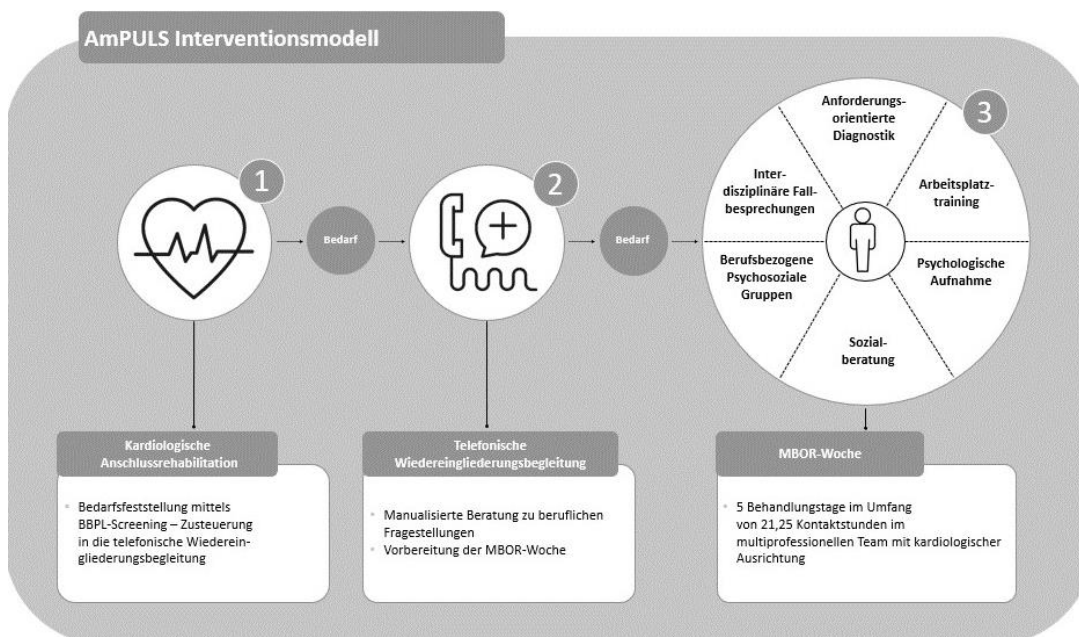 AmPULS Interventionsmodell
1
Bedarf
2
Bedarf
3
Anforderungs-
orientierte
Diagnostik
Inter-
disziplinäre Fall-
besprechungen
Arbeitsplatz-
training
Berufsbezogene
Psychosoziale
Gruppen
Psychologische
Aufnahme
Sozial-
beratung
Kardiologische
Anschlussrehabilitation
Bedarfsfeststellung mittels
BBPL-Screening – Zusteuerung
in die telefonische Wiederein-
gliederungsbegleitung
Telefonische
Wiedereingliederungsbegleitung
Manualisierte Beratung zu beruflichen
Fragestellungen
Vorbereitung der MBOR-Woche
MBOR-Woche
5 Behandlungstage im Umfang
von 21,25 Kontaktstunden im
multiprofessionellen Team mit kardiologischer
Ausrichtung